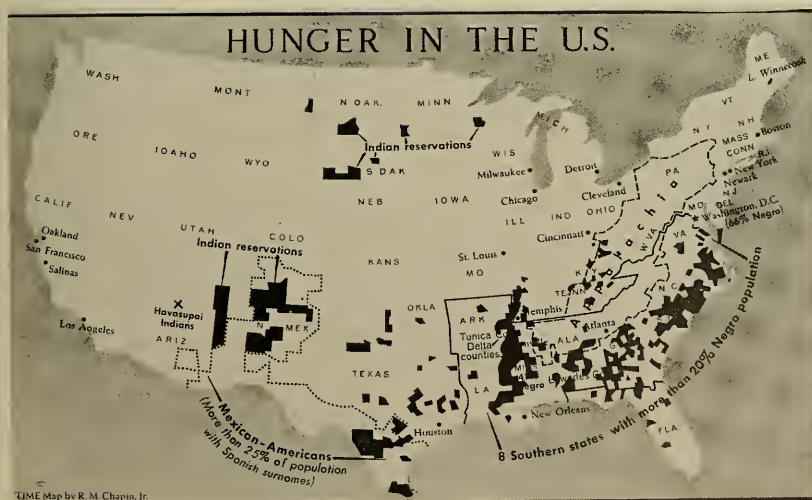 HUNGER IN THE U.S.
WASH
MONT
N DAK.
MINN
MICH
ME
L. Winnecook
VT
N H
N Y
MASS
Boston
CONN
R.I.
New York
Newark
N J
ORE
IDAHO
WYO
Indian reservations
S DAK
WIS
Milwaukee
Detroit
Cleveland
PA
DEL
Washington, D.C.
(66% Negro)
CALIF
NEV
UTAH
COLO
NEB
IOWA
Chicago
ILL
IND
OHIO
Cincinnati
W VA
VA
Appalachia
Oakland
San Francisco
Salinas
Indian reservations
KANS
St. Louis
MO
KY
TENN
N C
Havasupai
Indians
Los Angeles
ARIZ
N MEX
OKLA
ARK
Memphis
Tunica Co.
Delta
counties
ALA
Atlanta
TEXAS
LA
New Orleans
Houston
FLA
Mexican-Americans
(More than 25% of population
with Spanish surnames)
8 Southern states with more than 20% Negro population
TIME Map by R. M. Chapin, Jr.